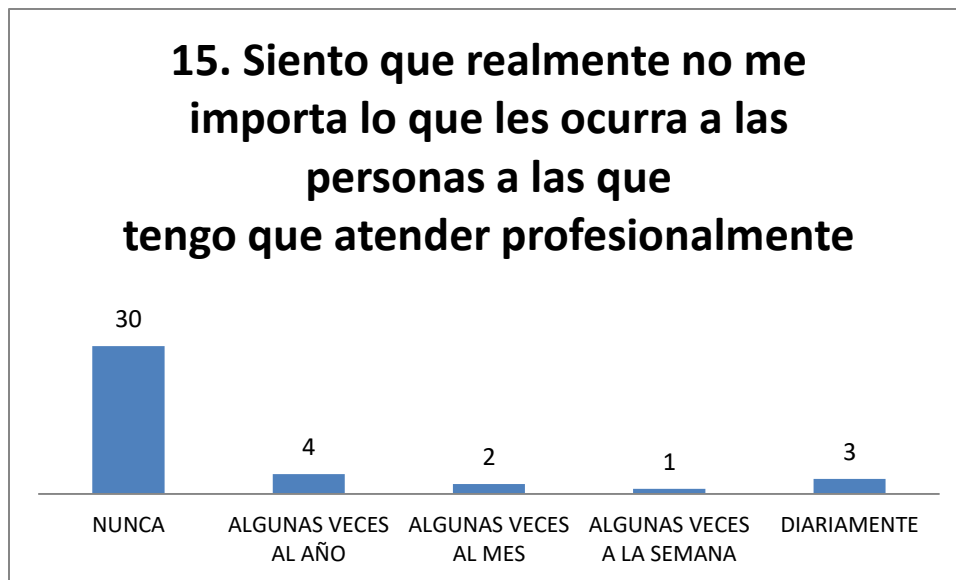 15. Siento que realmente no me
importa lo que les ocurra a las
personas a las que
tengo que atender profesionalmente
30
4
2
1
3
NUNCA
ALGUNAS VECES
AL AÑO
ALGUNAS VECES
AL MES
ALGUNAS VECES
A LA SEMANA
DIARIAMENTE